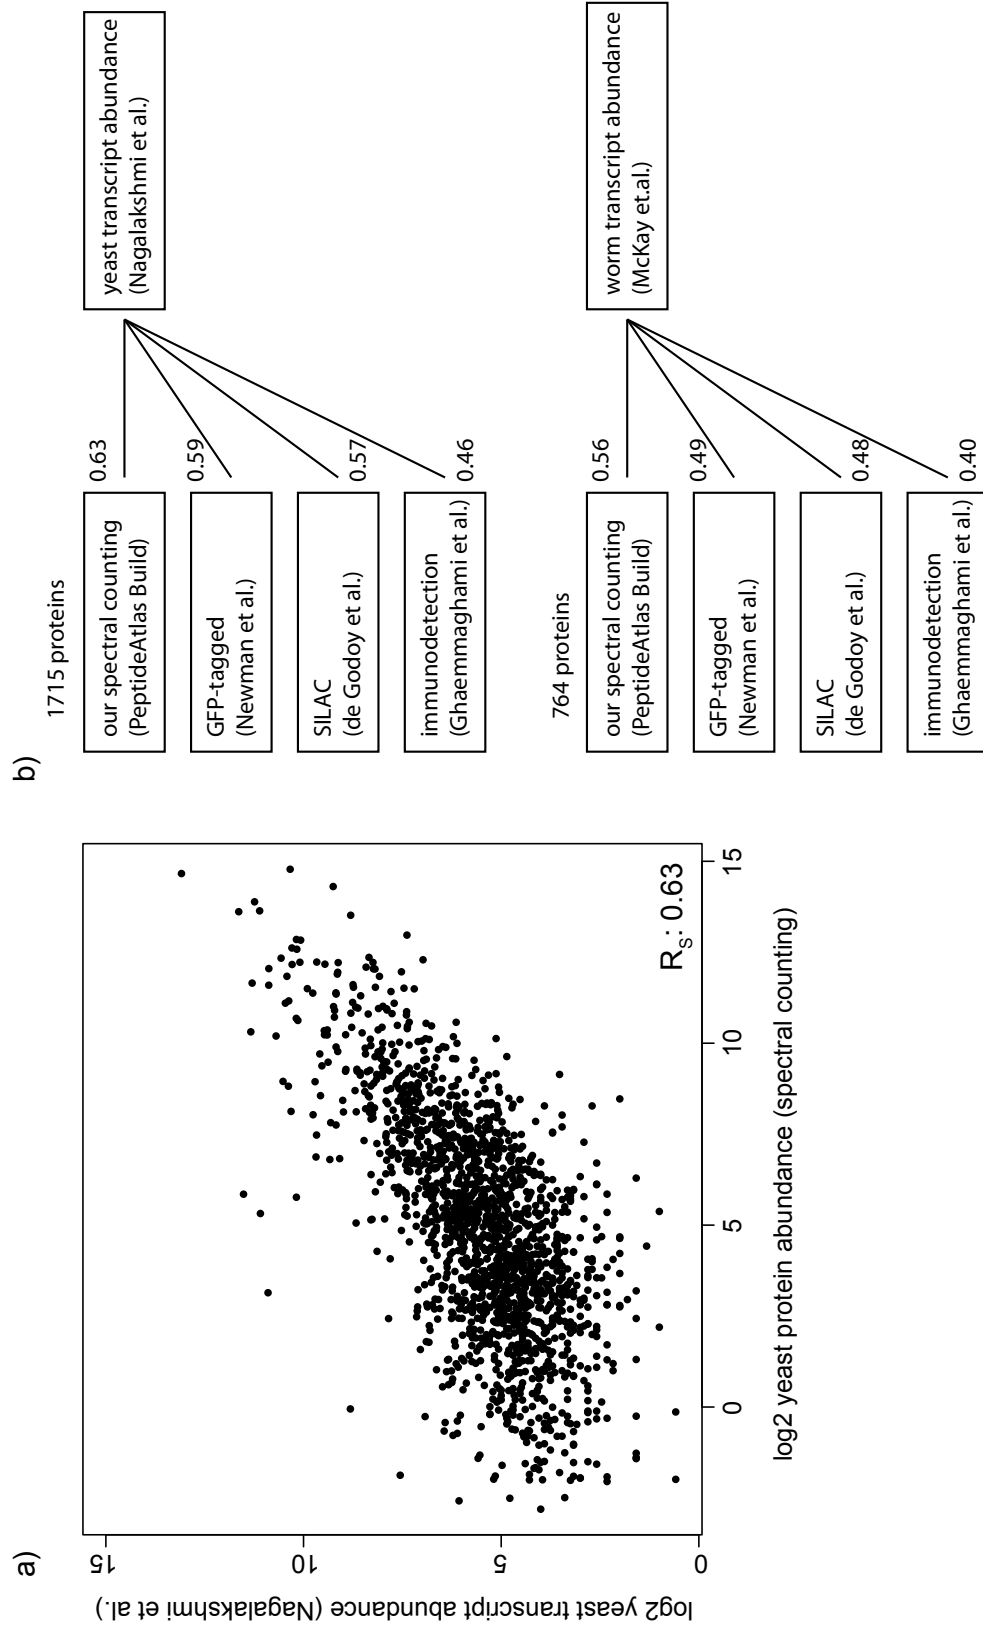 a)
log2 yeast transcript abundance (Nagalakshmi et al.)
15
10
5
0
0
5
10
15
log2 yeast protein abundance (spectral counting)
RS: 0.63
b)
1715 proteins
our spectral counting
(PeptideAtlas Build)
0.63
GFP-tagged
(Newman et al.)
0.59
SILAC
(de Godoy et al.)
0.57
immunodetection
(Ghaemmaghami et al.)
0.46
yeast transcript abundance
(Nagalakshmi et al.)
764 proteins
our spectral counting
(PeptideAtlas Build)
0.56
GFP-tagged
(Newman et al.)
0.49
SILAC
(de Godoy et al.)
0.48
immunodetection
(Ghaemmaghami et al.)
0.40
worm transcript abundance
(McKay et.al.)